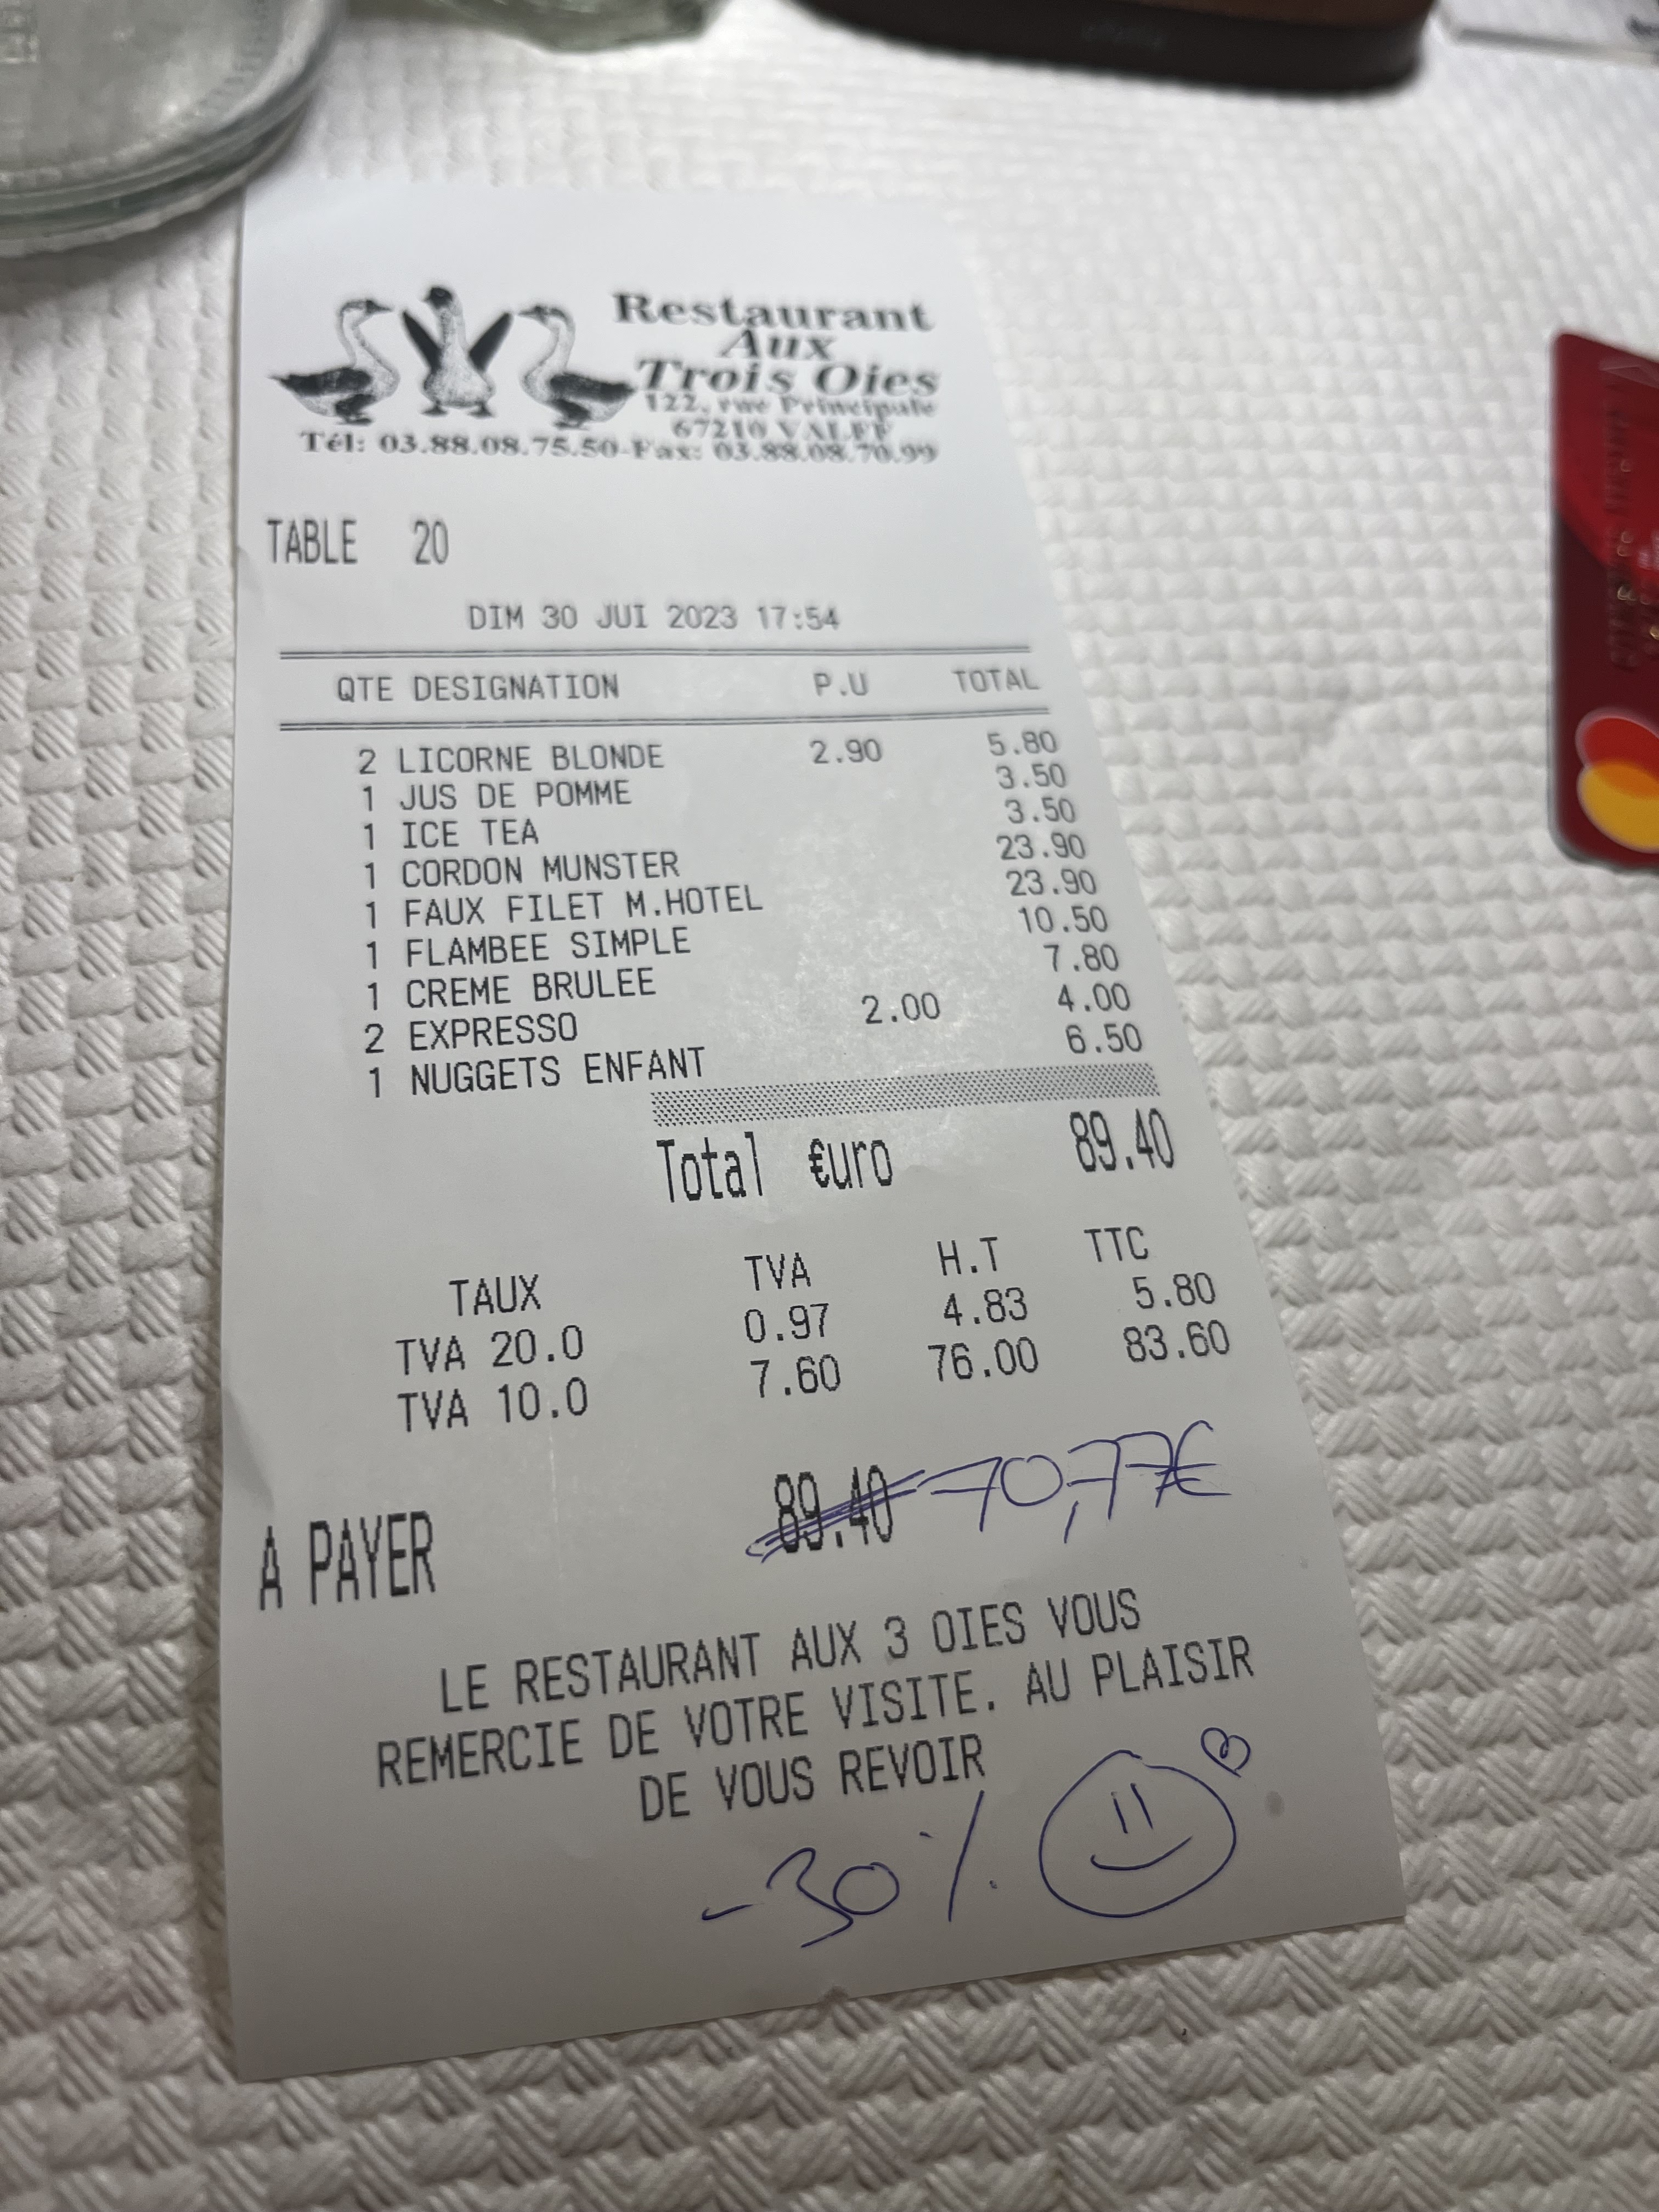 Restaurant
Aux
Trois Oies
122, rue Principale
67210 VALFF
Tél: 03.88.08.75.50-Fax: 03.88.08.70.99
TABLE 20
DIM 30 JUI 2023 17:54
QTE DESIGNATION P.U TOTAL
2 LICORNE BLONDE 2.90 5.80
1 JUS DE POMME 3.50
1 ICE TEA 3.50
1 CORDON MUNSTER 23.90
1 FAUX FILET M.HOTEL 23.90
1 FLAMBEE SIMPLE 10.50
1 CREME BRULEE 7.80
2 EXPRESSO 2.00 4.00
1 NUGGETS ENFANT 6.50
Total €uro 89.40
TAUX TVA H.T TTC
TVA 20.0 0.97 4.83 5.80
TVA 10.0 7.60 76.00 83.60
A PAYER 89.40 70,77€
LE RESTAURANT AUX 3 OIES VOUS
REMERCIE DE VOTRE VISITE. AU PLAISIR
DE VOUS REVOIR
-30%